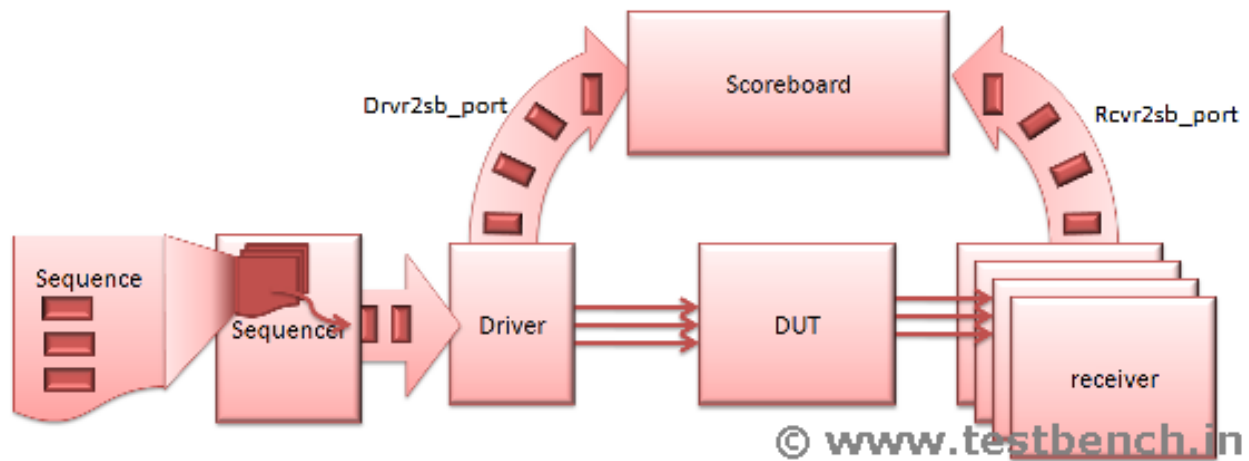 Scoreboard
Drvr2sb_port
Rcvr2sb_port
Sequence
Sequencer
Driver
DUT
receiver
© www.testbench.in